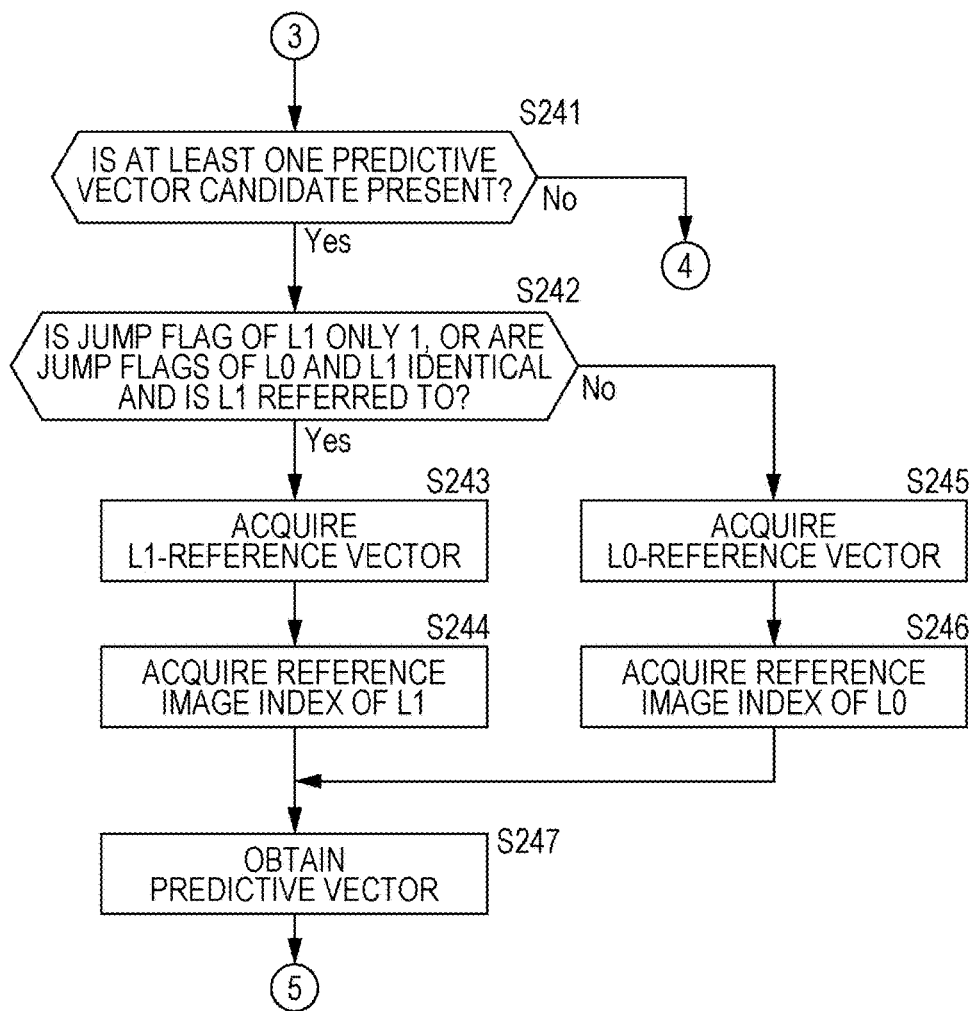 3
S241
IS AT LEAST ONE PREDICTIVE
VECTOR CANDIDATE PRESENT?
No
Yes
4
S242
IS JUMP FLAG OF L1 ONLY 1, OR ARE
JUMP FLAGS OF L0 AND L1 IDENTICAL
AND IS L1 REFERRED TO?
No
Yes
S243
ACQUIRE
L1-REFERENCE VECTOR
S245
ACQUIRE
L0-REFERENCE VECTOR
S244
ACQUIRE REFERENCE
IMAGE INDEX OF L1
S246
ACQUIRE REFERENCE
IMAGE INDEX OF L0
S247
OBTAIN
PREDICTIVE VECTOR
5